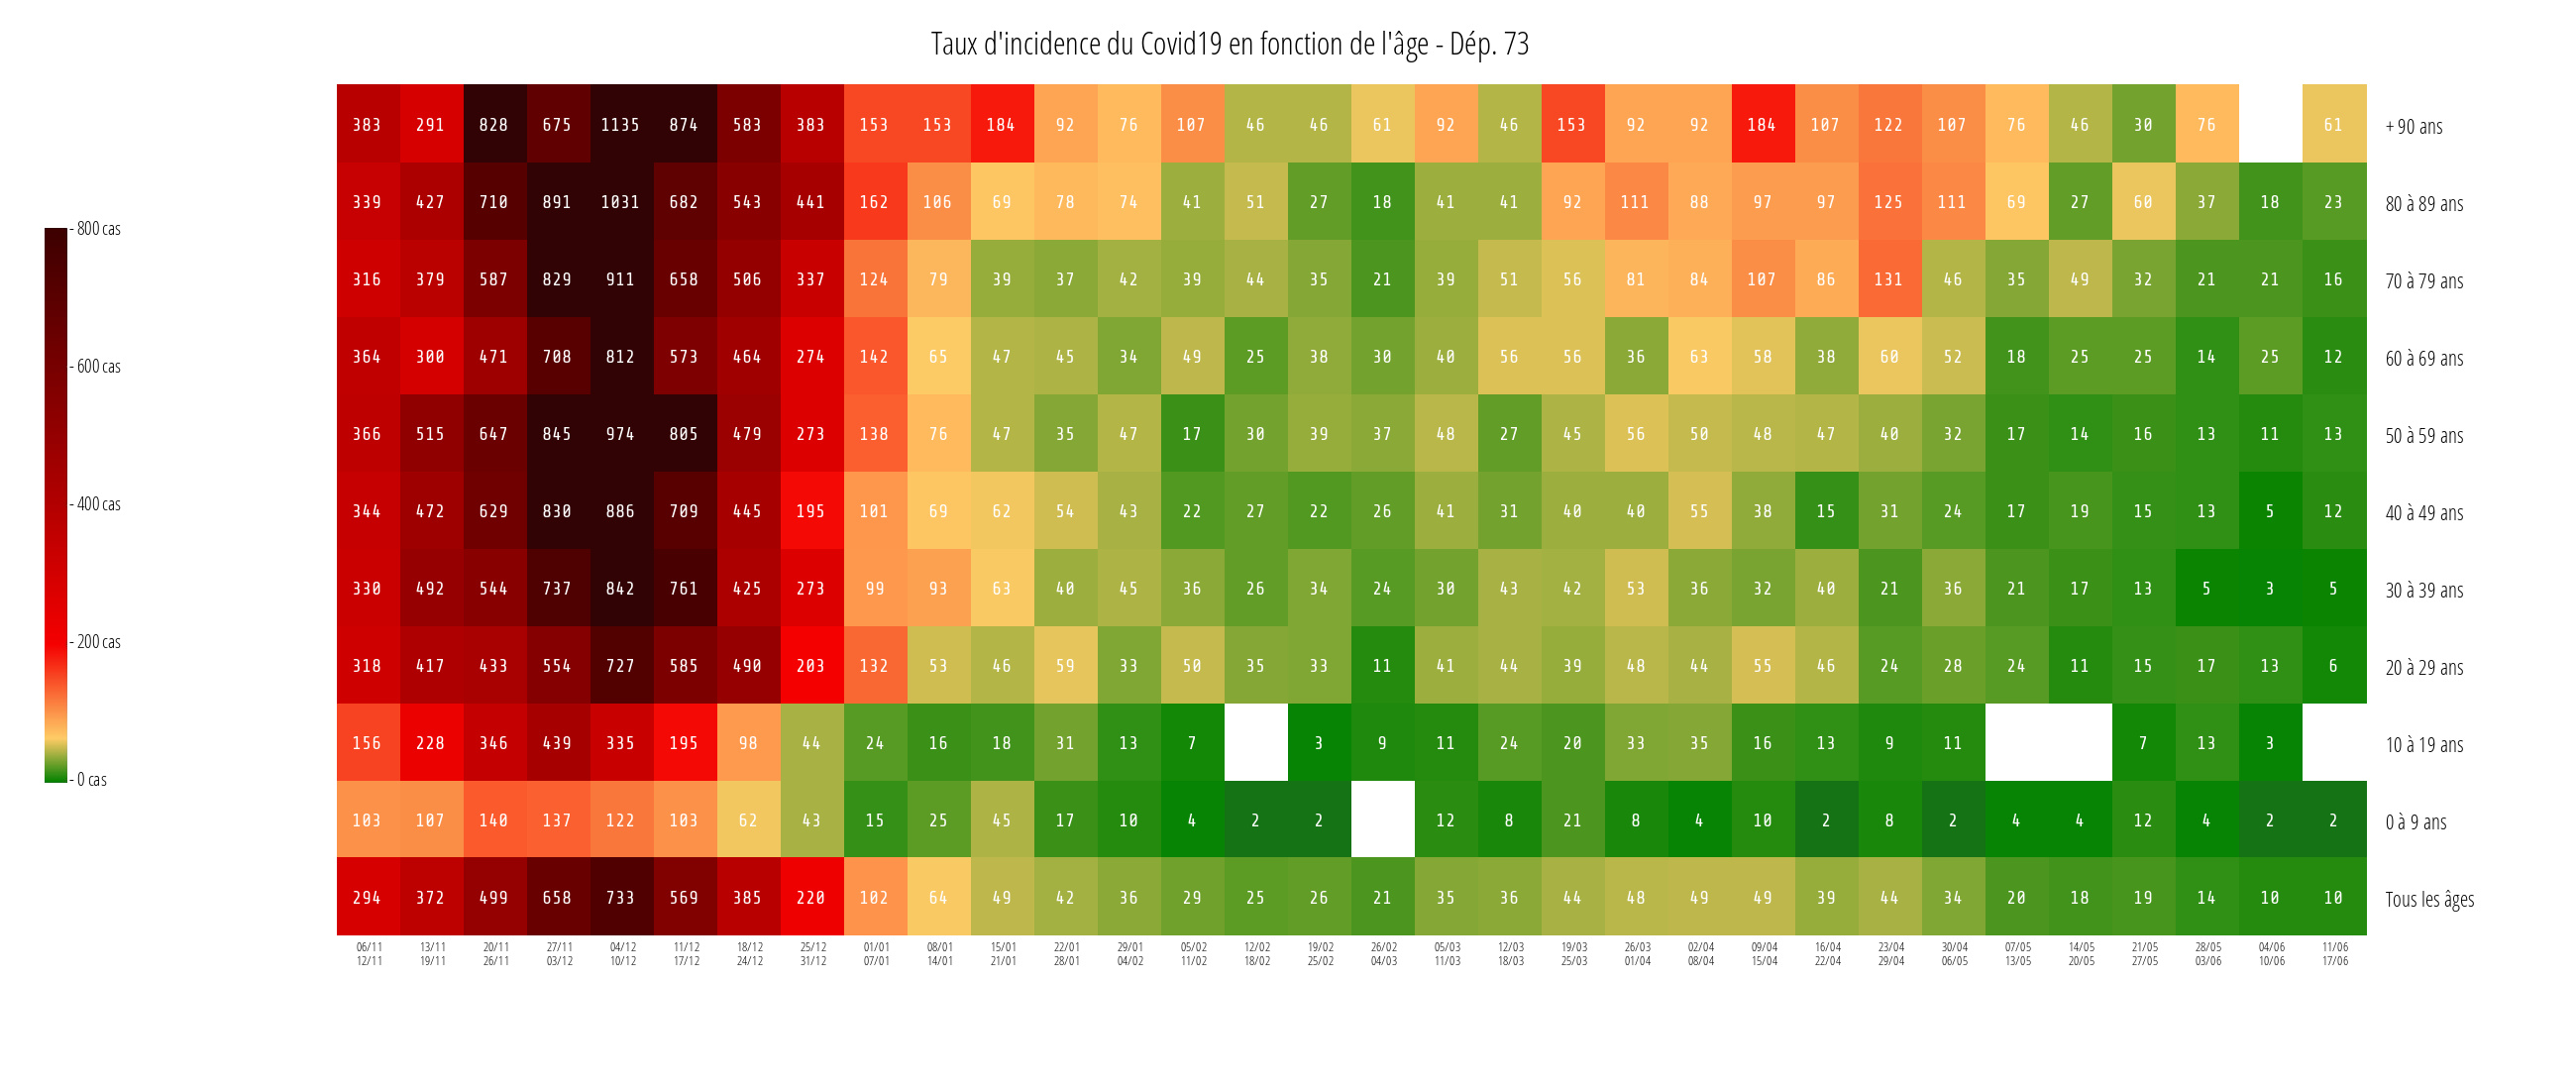 Taux d'incidence du Covid19 en fonction de l'âge - Dép. 73
- 800 cas
- 600 cas
- 400 cas
- 200 cas
- 0 cas
383 291 828 675 1135 874 583 383 153 153 184 92 76 107 46 46 61 92 46 153 92 92 184 107 122 107 76 46 30 76 61 + 90 ans
339 427 710 891 1031 682 543 441 162 106 69 78 74 41 51 27 18 41 41 92 111 88 97 97 125 111 69 27 60 37 18 23 80 à 89 ans
316 379 587 829 911 658 506 337 124 79 39 37 42 39 44 35 21 39 51 56 81 84 107 86 131 46 35 49 32 21 21 16 70 à 79 ans
364 300 471 708 812 573 464 274 142 65 47 45 34 49 25 38 30 40 56 56 36 63 58 38 60 52 18 25 25 14 25 12 60 à 69 ans
366 515 647 845 974 805 479 273 138 76 47 35 47 17 30 39 37 48 27 45 56 50 48 47 40 32 17 14 16 13 11 13 50 à 59 ans
344 472 629 830 886 709 445 195 101 69 62 54 43 22 27 22 26 41 31 40 40 55 38 15 31 24 17 19 15 13 5 12 40 à 49 ans
330 492 544 737 842 761 425 273 99 93 63 40 45 36 26 34 24 30 43 42 53 36 32 40 21 36 21 17 13 5 3 5 30 à 39 ans
318 417 433 554 727 585 490 203 132 53 46 59 33 50 35 33 11 41 44 39 48 44 55 46 24 28 24 11 15 17 13 6 20 à 29 ans
156 228 346 439 335 195 98 44 24 16 18 31 13 7 3 9 11 24 20 33 35 16 13 9 11 7 13 3 10 à 19 ans
103 107 140 137 122 103 62 43 15 25 45 17 10 4 2 2 12 8 21 8 4 10 2 8 2 4 4 12 4 2 2 0 à 9 ans
294 372 499 658 733 569 385 220 102 64 49 42 36 29 25 26 21 35 36 44 48 49 49 39 44 34 20 18 19 14 10 10 Tous les âges
06/11 13/11 20/11 27/11 04/12 11/12 18/12 25/12 01/01 08/01 15/01 22/01 29/01 05/02 12/02 19/02 26/02 05/03 12/03 19/03 26/03 02/04 09/04 16/04 23/04 30/04 07/05 14/05 21/05 28/05 04/06 11/06
12/11 19/11 26/11 03/12 10/12 17/12 24/12 31/12 07/01 14/01 21/01 28/01 04/02 11/02 18/02 25/02 04/03 11/03 18/03 25/03 01/04 08/04 15/04 22/04 29/04 06/05 13/05 20/05 27/05 03/06 10/06 17/06